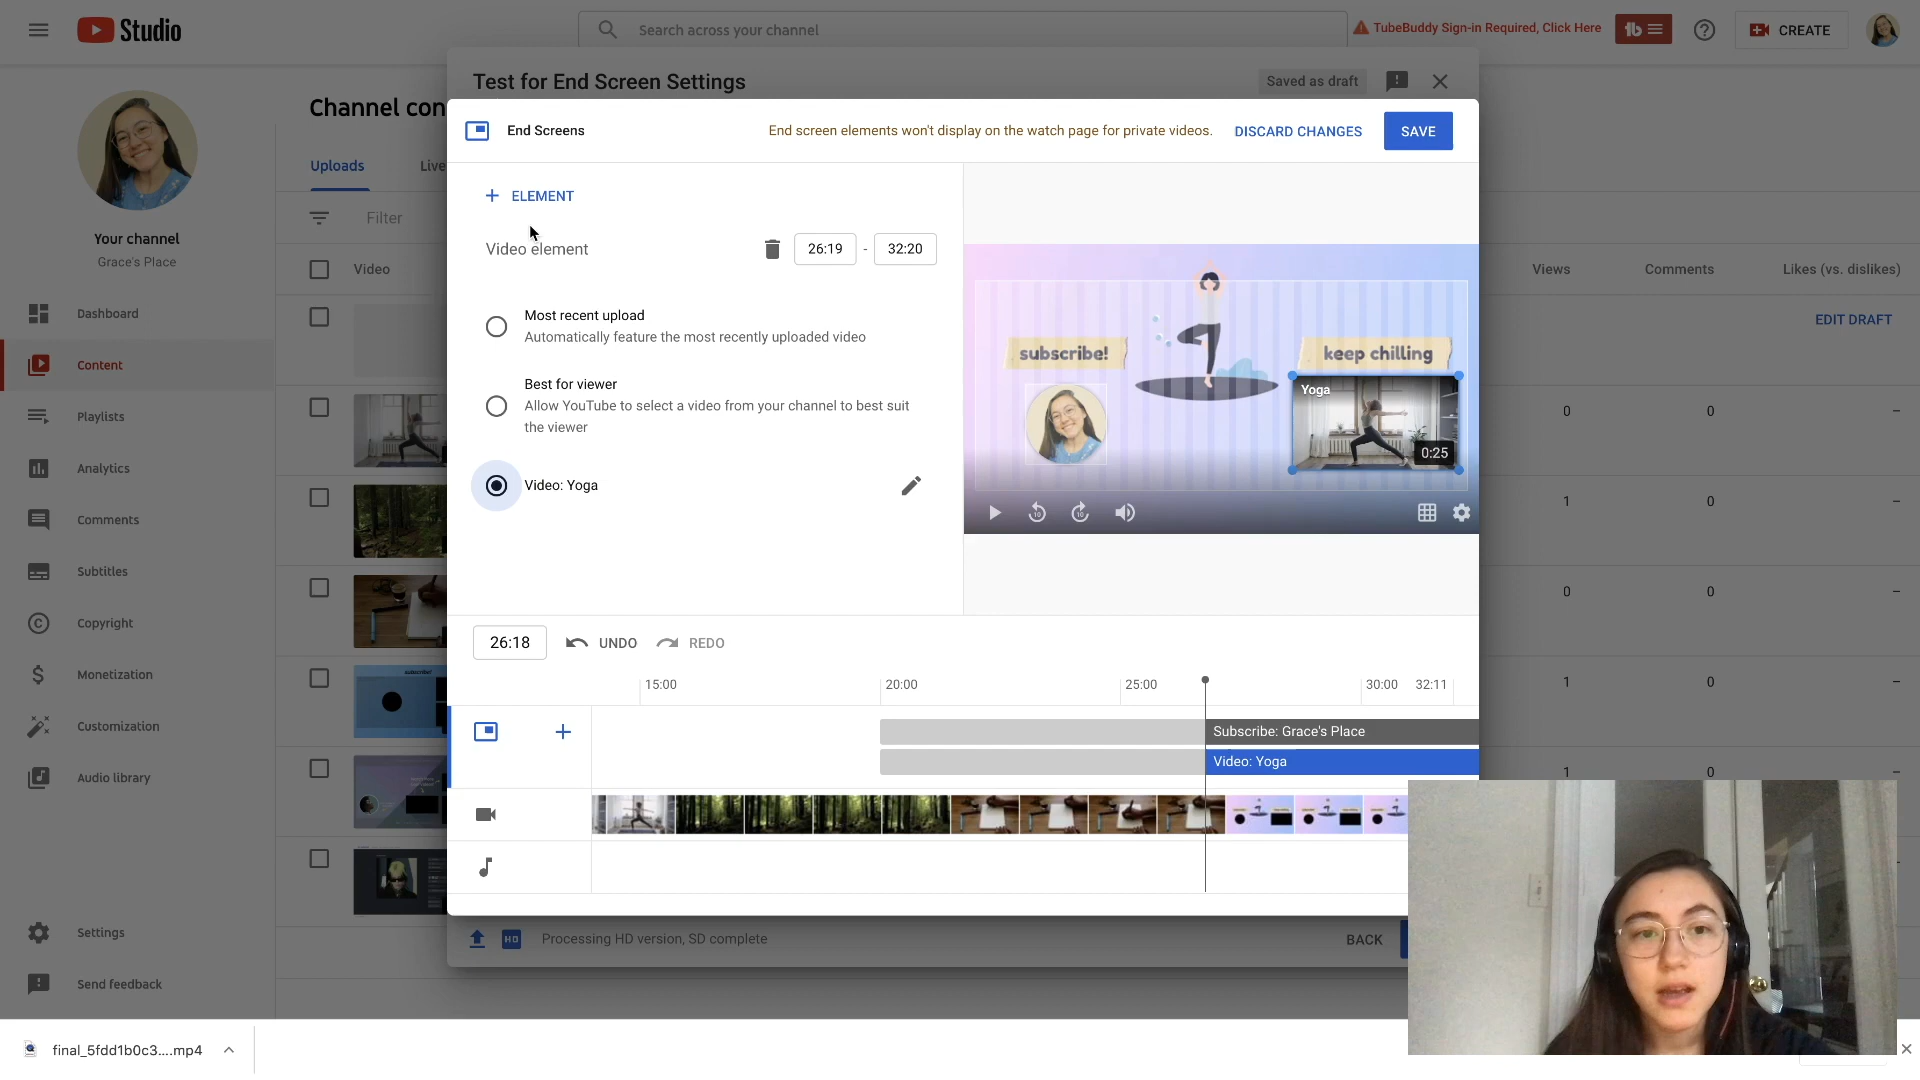 Studio
Search across your channel
TubeBuddy Sign-in Required, Click Here
tb
CREATE
Test for End Screen Settings
Saved as draft
Channel con
End Screens
End screen elements won't display on the watch page for private videos.
DISCARD CHANGES
SAVE
Uploads
Live
ELEMENT
Filter
Your channel
Grace's Place
Video element
26:19
-
32:20
Video
Views
Comments
Likes (vs. dislikes)
Dashboard
Most recent upload
Automatically feature the most recently uploaded video
EDIT DRAFT
subscribe!
keep chilling
Content
Best for viewer
Allow YouTube to select a video from your channel to best suit
the viewer
Yoga
0:25
Playlists
0
0
–
Analytics
Video: Yoga
Comments
1
0
–
10
10
Subtitles
0
0
–
Copyright
26:18
UNDO
REDO
Monetization
15:00
20:00
25:00
30:00
32:11
1
0
–
subscribe!
Customization
Subscribe: Grace's Place
Video: Yoga
Audio library
1
0
Settings
HD
Processing HD version, SD complete
BACK
Send feedback
final_5fdd1b0c3....mp4